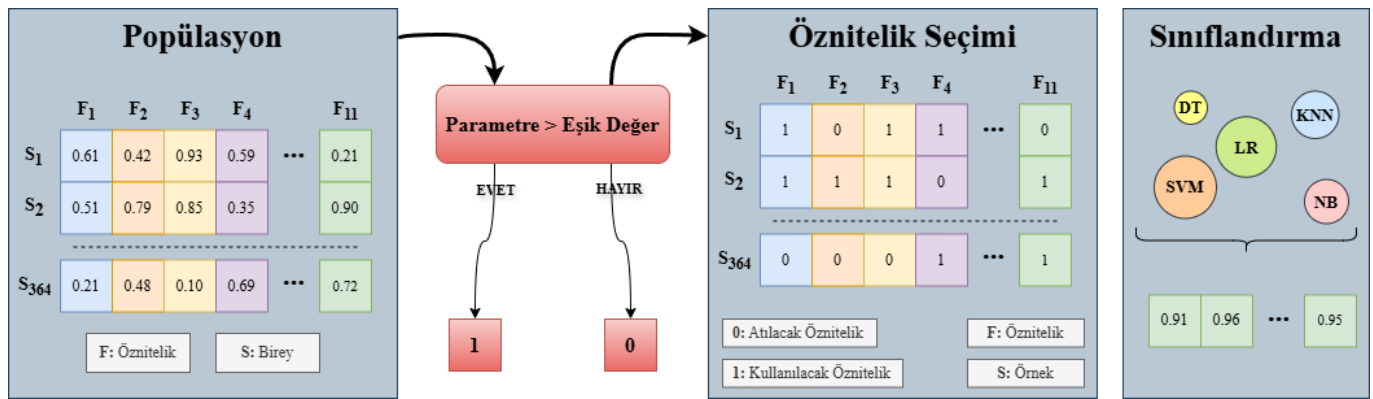 Popülasyon
F1 F2 F3 F4 F11
S1 0.61 0.42 0.93 0.59 ••• 0.21
S2 0.51 0.79 0.85 0.35 0.90
S364 0.21 0.48 0.10 0.69 ••• 0.72
F: Öznitelik S: Birey
Parametre > Eşik Değer
EVET HAYIR
1 0
Öznitelik Seçimi
F1 F2 F3 F4 F11
S1 1 0 1 1 ••• 0
S2 1 1 1 0 1
S364 0 0 0 1 ••• 1
0: Atılacak Öznitelik F: Öznitelik
1: Kullanılacak Öznitelik S: Örnek
Sınıflandırma
DT KNN
LR
SVM NB
0.91 0.96 ••• 0.95